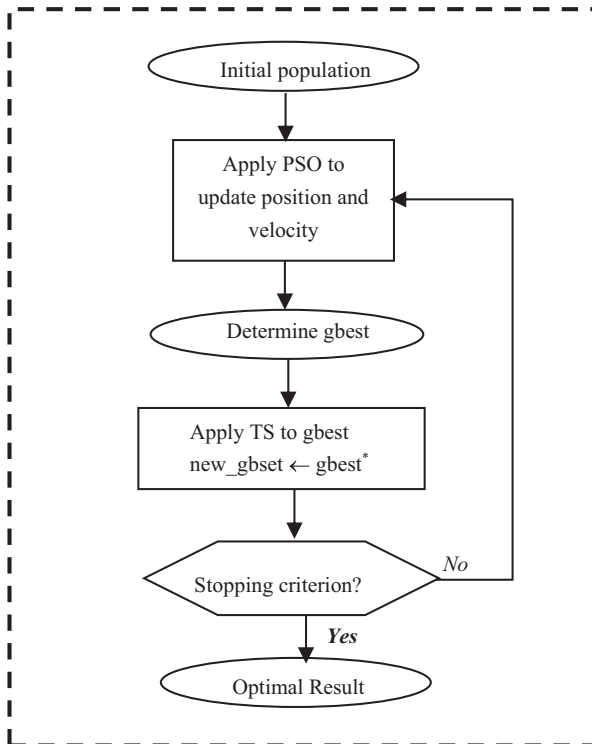 Initial population
Apply PSO to
update position and
velocity
Determine gbest
Apply TS to gbest
new_gbset ← gbest*
Stopping criterion?
No
Yes
Optimal Result